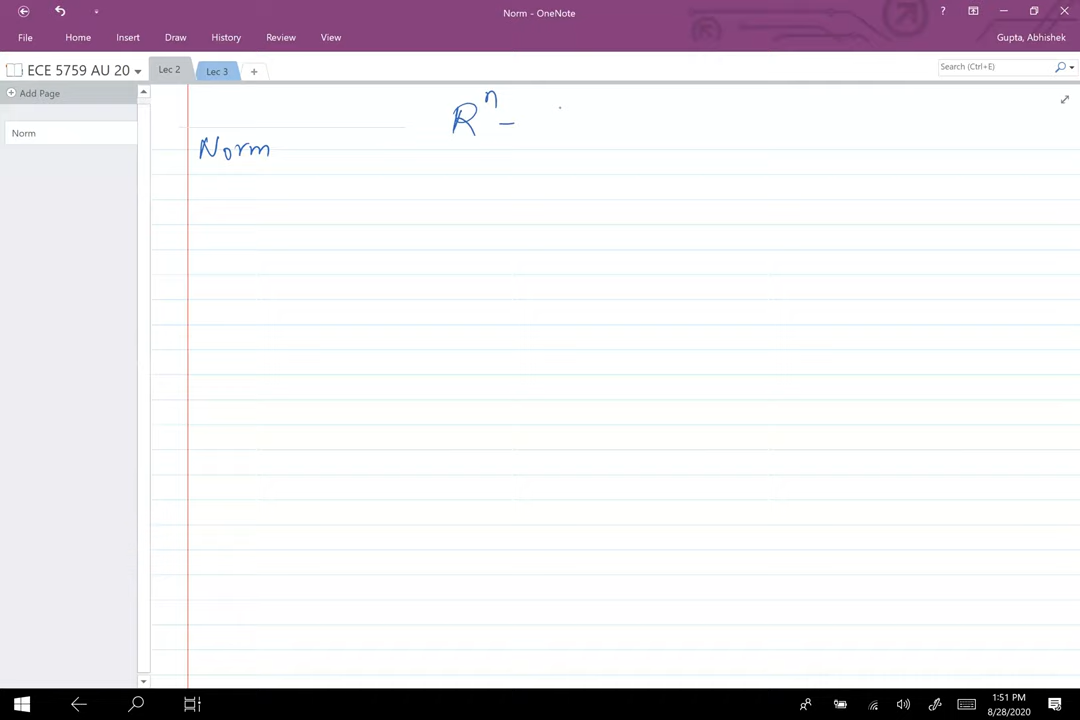 Norm - OneNote
?
File Home Insert Draw History Review View
Gupta, Abhishek
ECE 5759 AU 20
Lec 2
Lec 3
+
Search (Ctrl+E)
+ Add Page
Norm
Rⁿ -
Norm
1:51 PM
8/28/2020